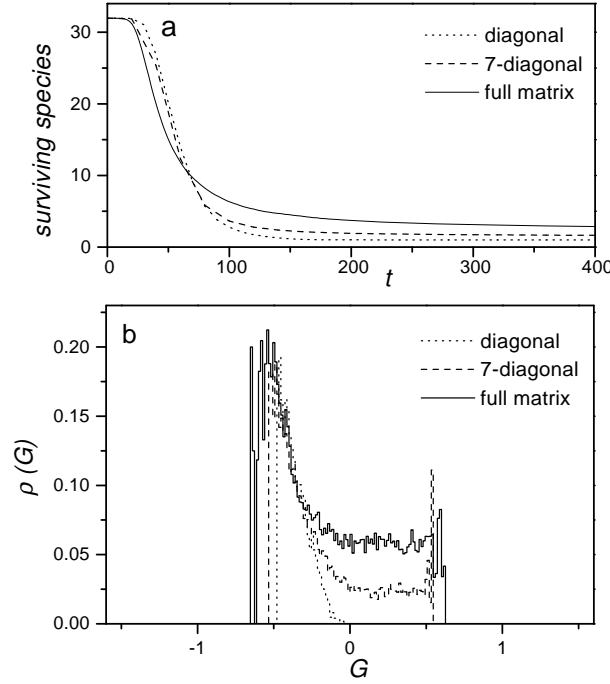 a
diagonal
7-diagonal
full matrix
30
20
10
0
surviving species
0
100
200
300
400
t
b
diagonal
7-diagonal
full matrix
0.20
0.15
0.10
0.05
0.00
ρ (G)
-1
0
1
G